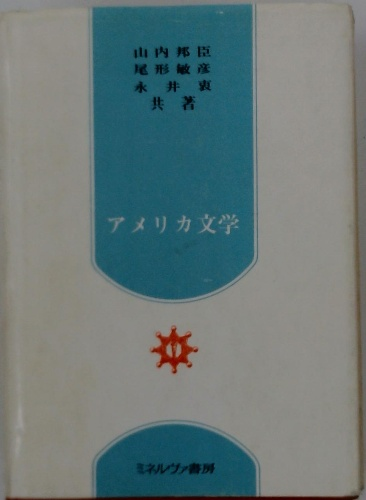 山内邦臣
尾形敏彦
永井衷
共著
アメリカ文学
ミネルヴァ書房